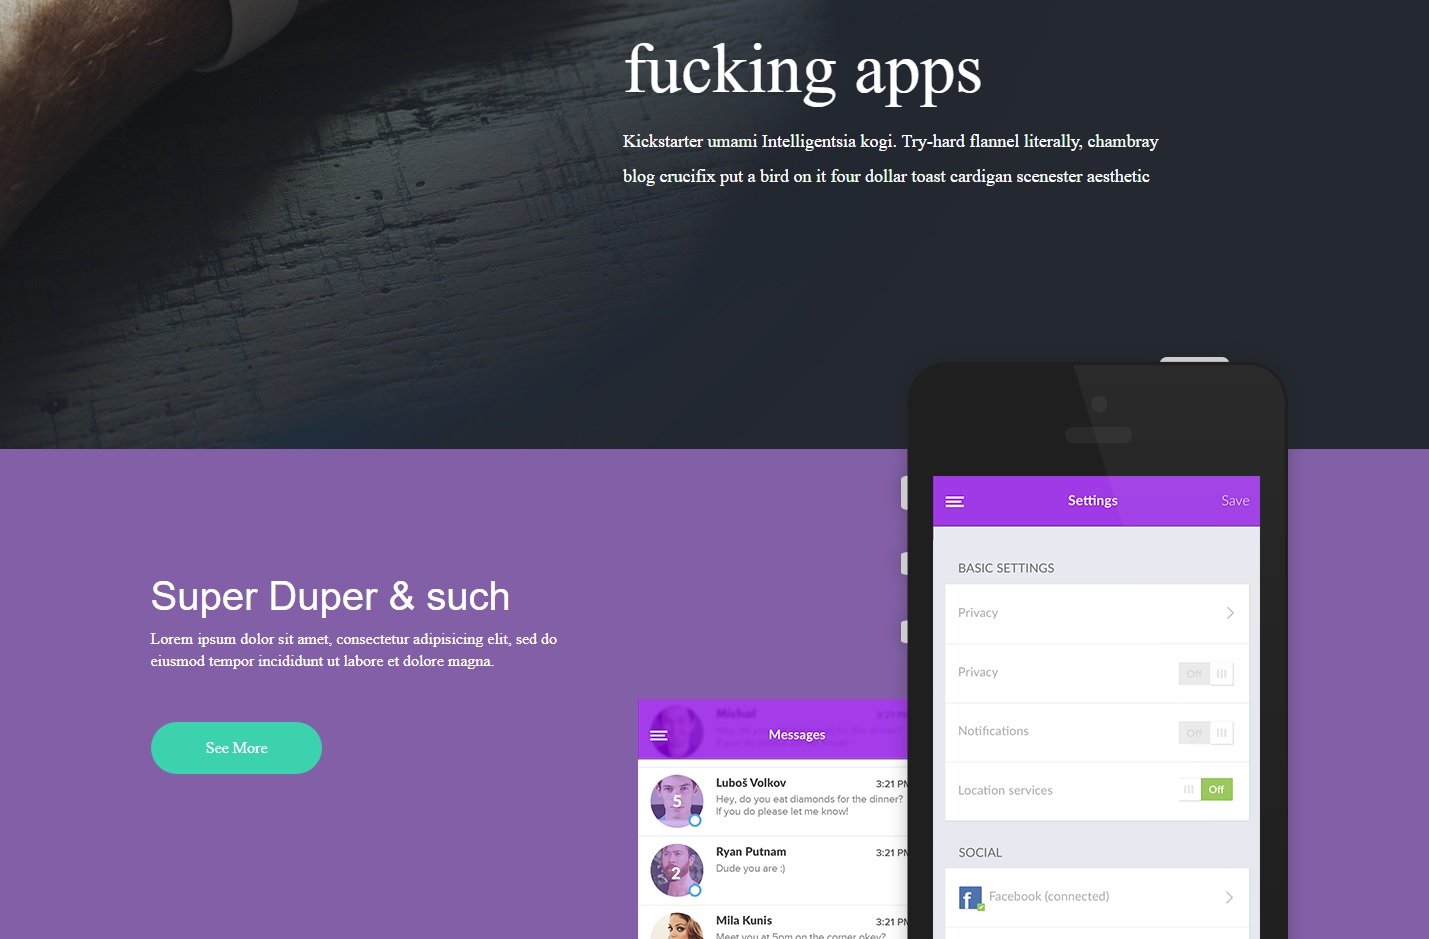 fucking apps
Kickstarter umami Intelligentsia kogi. Try-hard flannel literally, chambray
blog crucifix put a bird on it four dollar toast cardigan scenester aesthetic
Super Duper & such
Lorem ipsum dolor sit amet, consectetur adipisicing elit, sed do
eiusmod tempor incididunt ut labore et dolore magna.
See More
Michal
3:21 PM
Messages
Luboš Volkov
3:21 PM
5
Hey, do you eat diamonds for the dinner?
If you do please let me know!
Ryan Putnam
3:21 PM
2
Dude you are :)
Mila Kunis
3:21 PM
Meet you at 5pm on the corner okey?
Settings
Save
BASIC SETTINGS
Privacy
Privacy
Off
Notifications
Off
Location services
Off
SOCIAL
f
Facebook (connected)